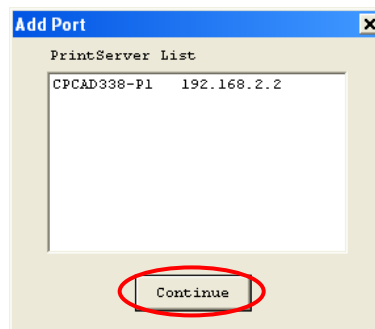 Add Port
PrintServer List
CPCAD338-P1 192.168.2.2
Continue